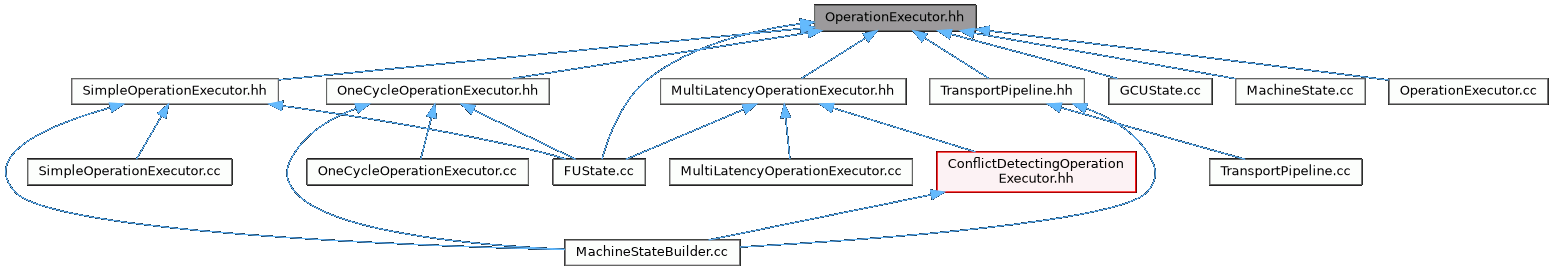 OperationExecutor.hh
SimpleOperationExecutor.hh
OneCycleOperationExecutor.hh
MultiLatencyOperationExecutor.hh
TransportPipeline.hh
GCUState.cc
MachineState.cc
OperationExecutor.cc
SimpleOperationExecutor.cc
OneCycleOperationExecutor.cc
FUState.cc
MultiLatencyOperationExecutor.cc
ConflictDetectingOperation
Executor.hh
TransportPipeline.cc
MachineStateBuilder.cc